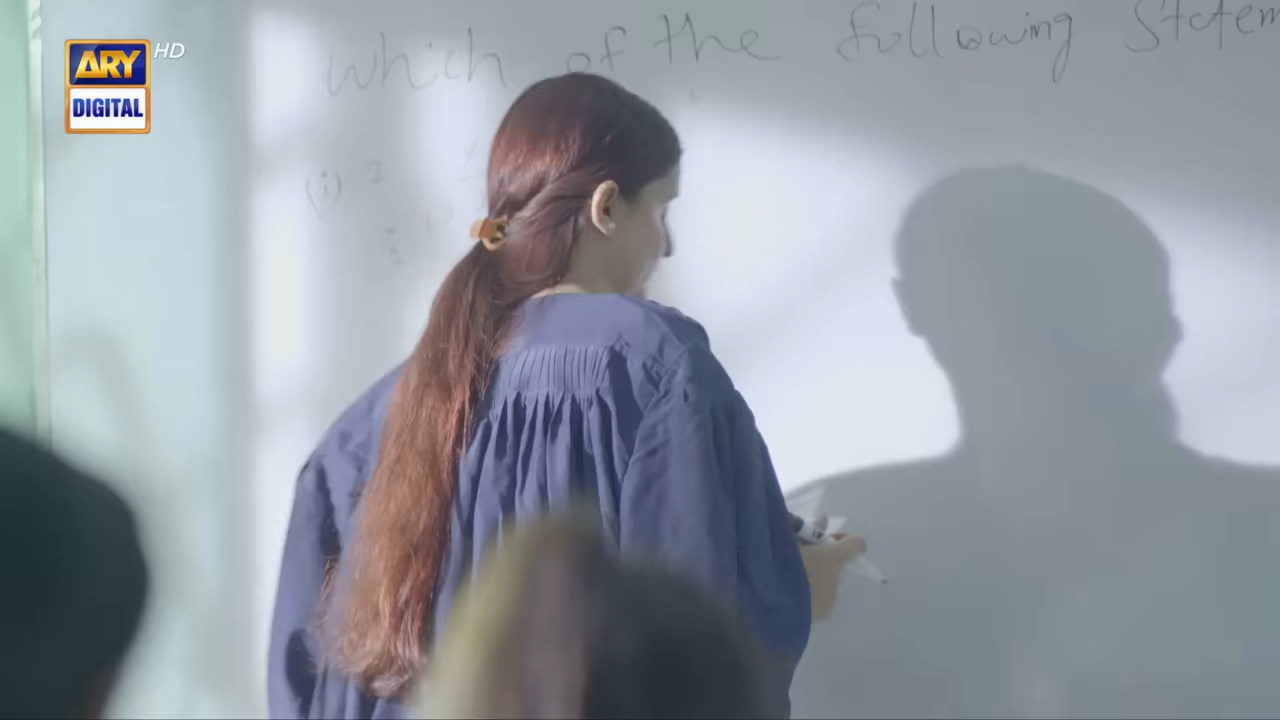 ARY HD
DIGITAL
which of the following Statem
(i)